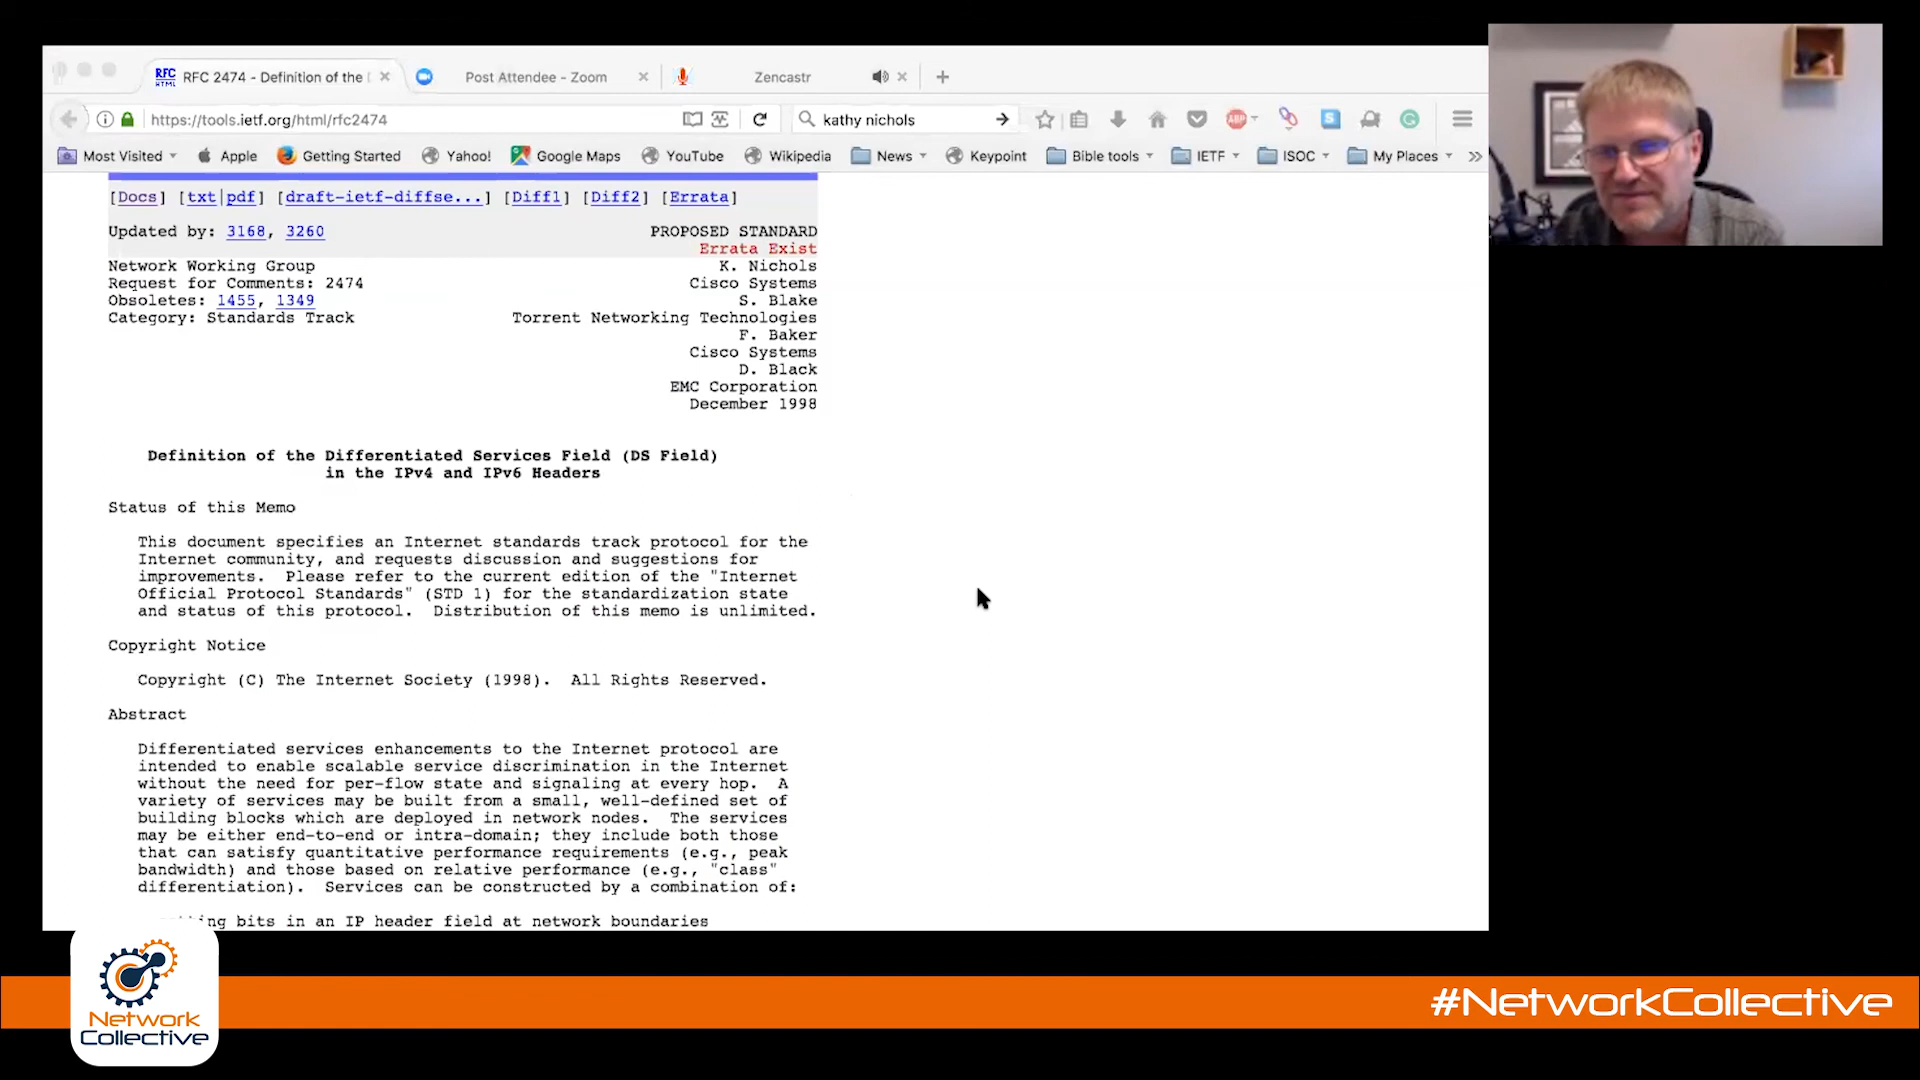 RFC HTML RFC 2474 - Definition of the Post Attendee - Zoom Zencastr
https://tools.ietf.org/html/rfc2474 kathy nichols ABP S G
Most Visited Apple Getting Started Yahoo! Google Maps YouTube Wikipedia News Keypoint Bible tools IETF ISOC My Places
[Docs] [txt|pdf] [draft-ietf-diffse...] [Diff1] [Diff2] [Errata]
Updated by: 3168, 3260 PROPOSED STANDARD
Errata Exist
Network Working Group K. Nichols
Request for Comments: 2474 Cisco Systems
Obsoletes: 1455, 1349 S. Blake
Category: Standards Track Torrent Networking Technologies
F. Baker
Cisco Systems
D. Black
EMC Corporation
December 1998
Definition of the Differentiated Services Field (DS Field)
in the IPv4 and IPv6 Headers
Status of this Memo
This document specifies an Internet standards track protocol for the
Internet community, and requests discussion and suggestions for
improvements. Please refer to the current edition of the "Internet
Official Protocol Standards" (STD 1) for the standardization state
and status of this protocol. Distribution of this memo is unlimited.
Copyright Notice
Copyright (C) The Internet Society (1998). All Rights Reserved.
Abstract
Differentiated services enhancements to the Internet protocol are
intended to enable scalable service discrimination in the Internet
without the need for per-flow state and signaling at every hop. A
variety of services may be built from a small, well-defined set of
building blocks which are deployed in network nodes. The services
may be either end-to-end or intra-domain; they include both those
that can satisfy quantitative performance requirements (e.g., peak
bandwidth) and those based on relative performance (e.g., "class"
differentiation). Services can be constructed by a combination of:
bits in an IP header field at network boundaries
Network
Collective
#NetworkCollective